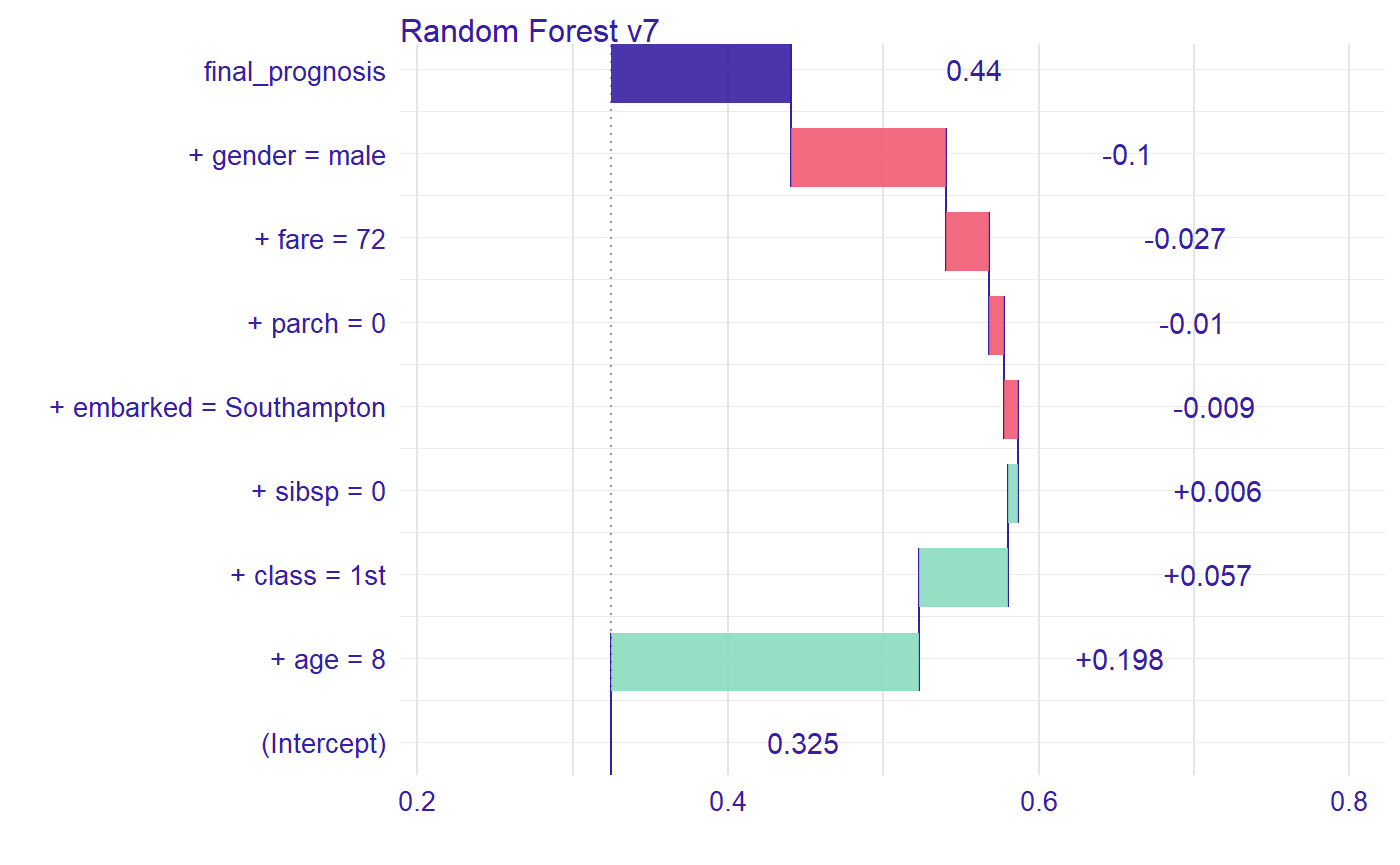 Random Forest v7
final_prognosis 0.44
+ gender = male -0.1
+ fare = 72 -0.027
+ parch = 0 -0.01
+ embarked = Southampton -0.009
+ sibsp = 0 +0.006
+ class = 1st +0.057
+ age = 8 +0.198
(Intercept) 0.325
0.2 0.4 0.6 0.8